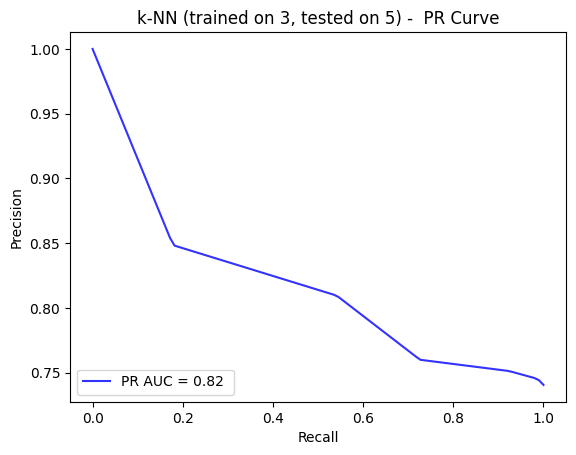 k-NN (trained on 3, tested on 5) -  PR Curve
1.00
0.95
0.90
0.85
0.80
0.75
Precision
PR AUC = 0.82
0.0 0.2 0.4 0.6 0.8 1.0
Recall